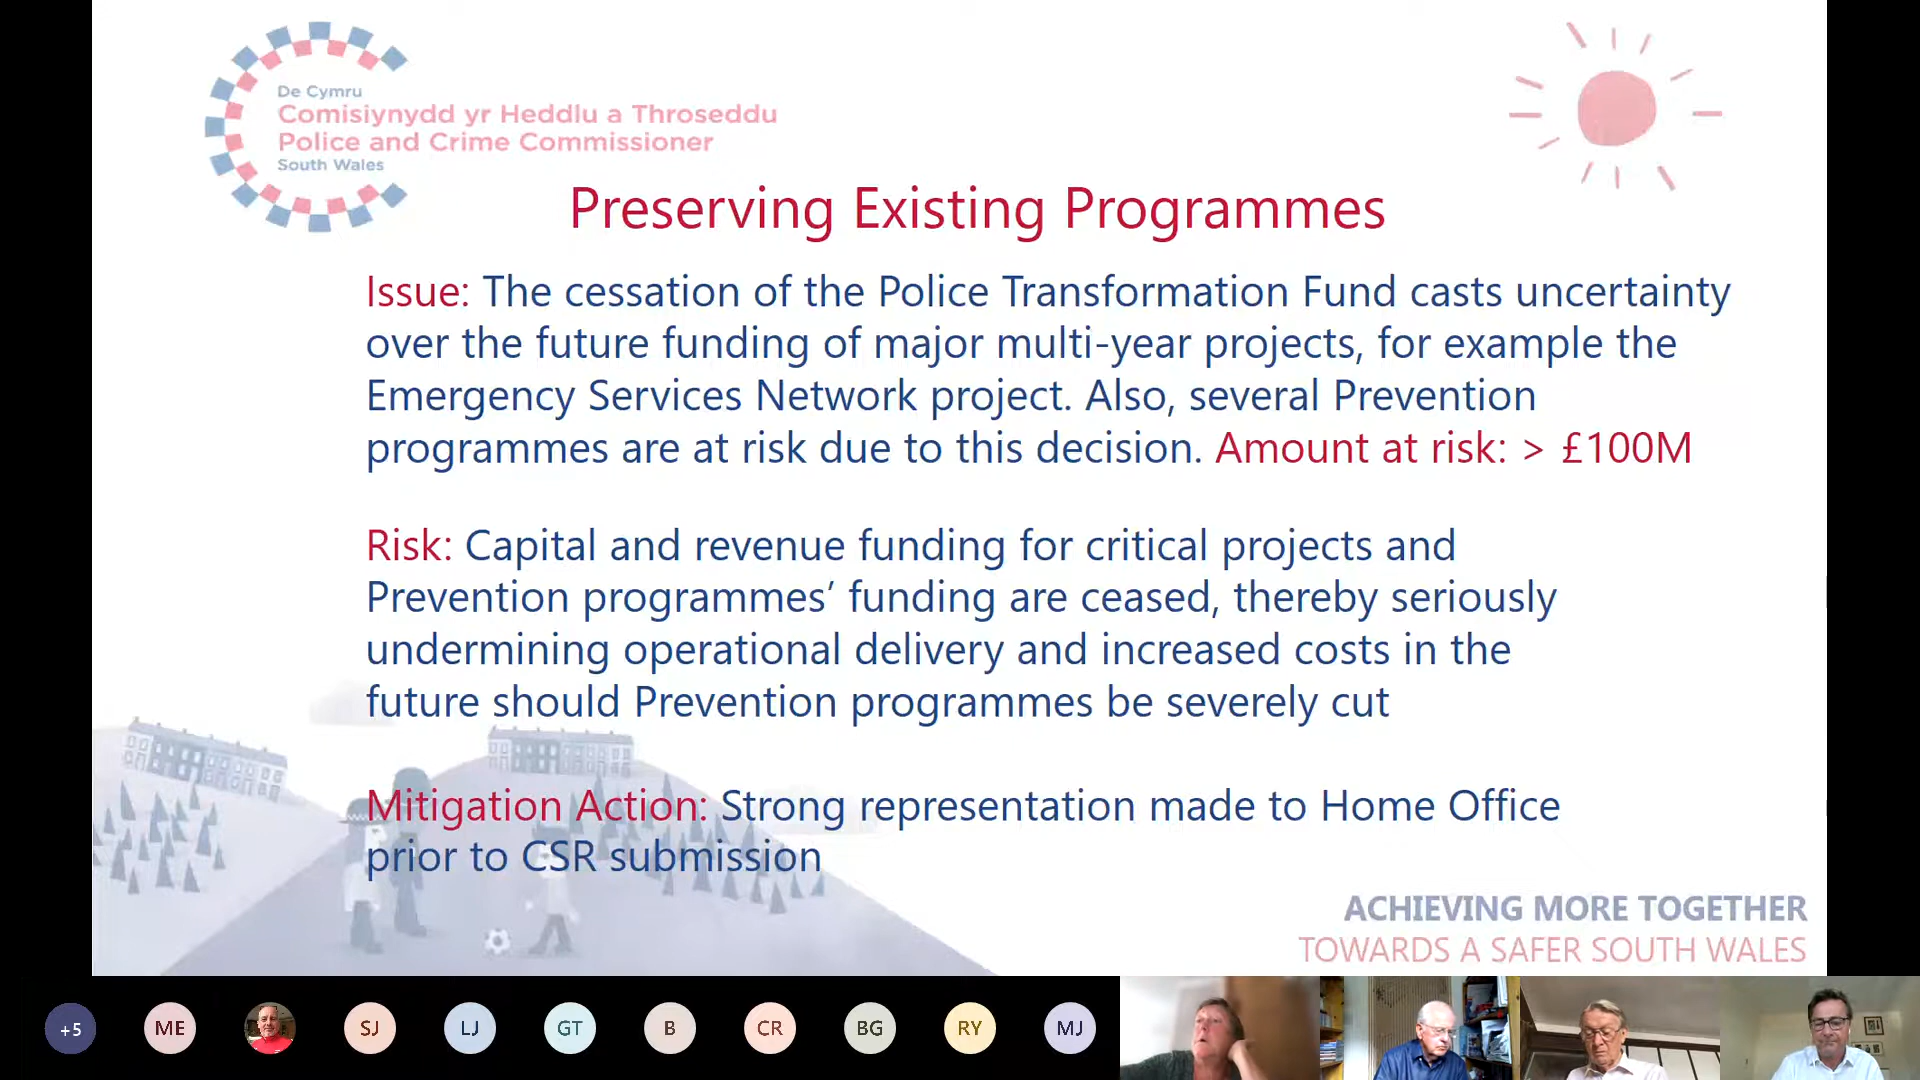 De Cymru
Comisiynydd yr Heddlu a Throseddu
Police and Crime Commissioner
South Wales
Preserving Existing Programmes
Issue: The cessation of the Police Transformation Fund casts uncertainty
over the future funding of major multi-year projects, for example the
Emergency Services Network project. Also, several Prevention
programmes are at risk due to this decision. Amount at risk: > £100M
Risk: Capital and revenue funding for critical projects and
Prevention programmes’ funding are ceased, thereby seriously
undermining operational delivery and increased costs in the
future should Prevention programmes be severely cut
Mitigation Action: Strong representation made to Home Office
prior to CSR submission
ACHIEVING MORE TOGETHER
TOWARDS A SAFER SOUTH WALES
+5 ME SJ LJ GT B CR BG RY MJ